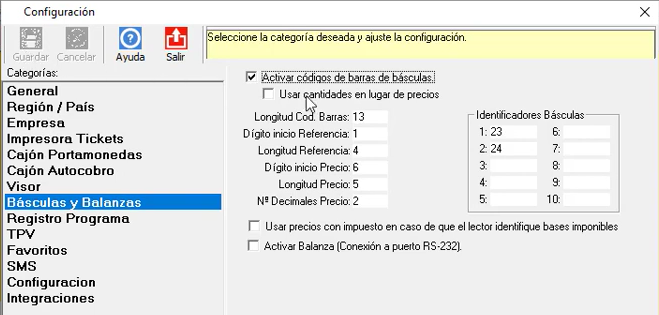 Configuración
Guardar Cancelar Ayuda Salir
Seleccione la categoría deseada y ajuste la configuración.
Categorías:
General
Región / País
Empresa
Impresora Tickets
Cajón Portamonedas
Cajón Autocobro
Visor
Básculas y Balanzas
Registro Programa
TPV
Favoritos
SMS
Configuracion
Integraciones
Activar códigos de barras de básculas.
Usar cantidades en lugar de precios
Longitud Cod. Barras: 13
Dígito inicio Referencia: 1
Longitud Referencia: 4
Dígito inicio Precio: 6
Longitud Precio: 5
Nº Decimales Precio: 2
Identificadores Básculas
1: 23 6:
2: 24 7:
3: 8:
4: 9:
5: 10:
Usar precios con impuesto en caso de que el lector identifique bases imponibles
Activar Balanza (Conexión a puerto RS-232).